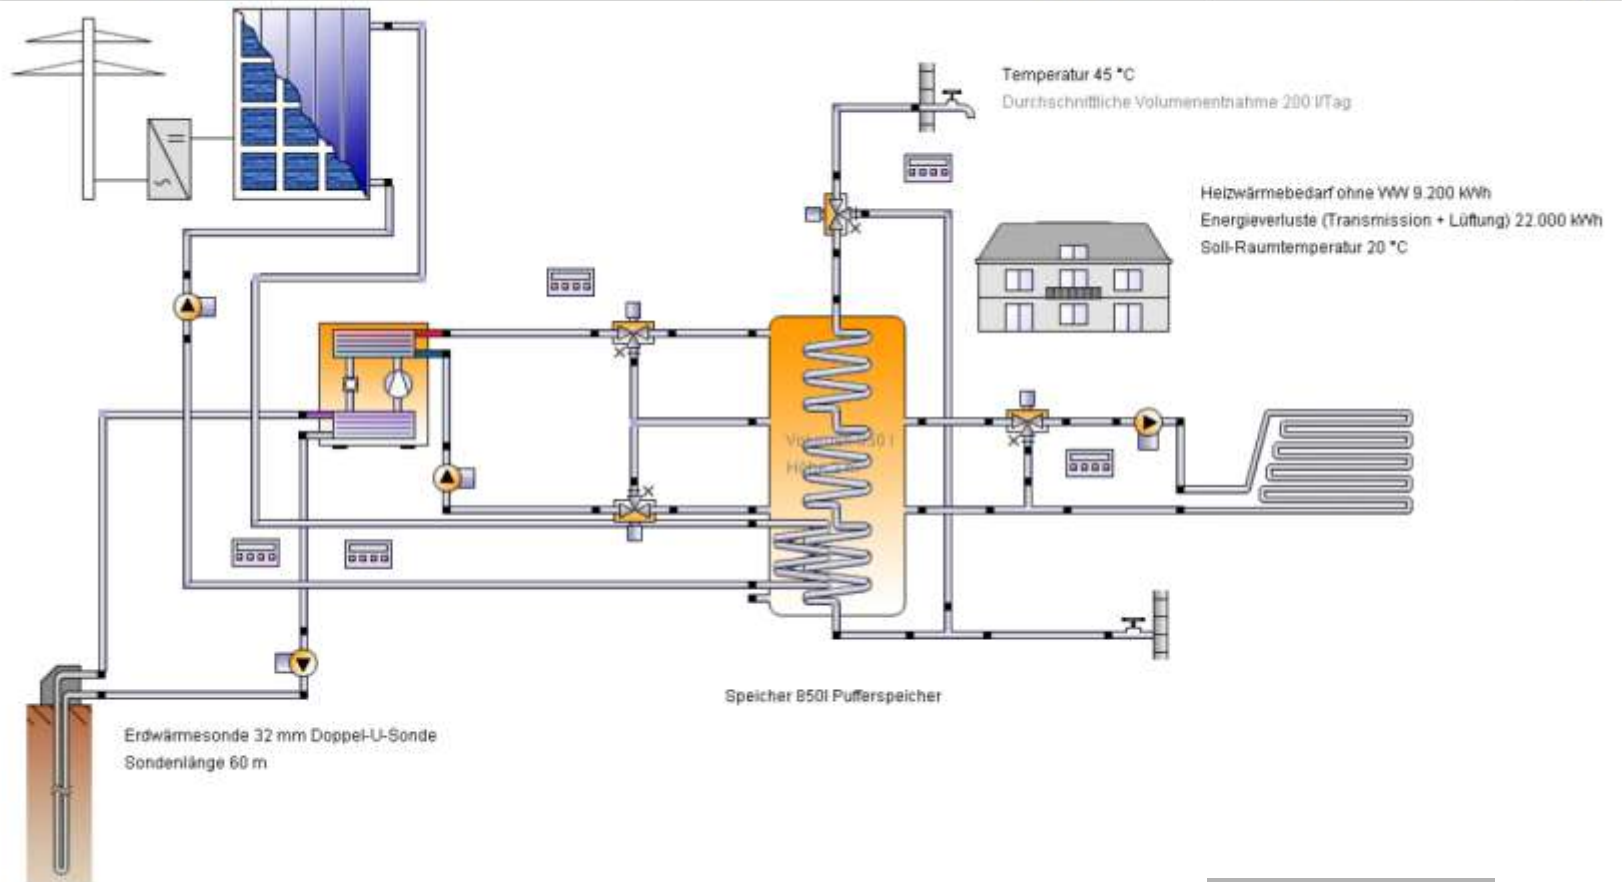 Temperatur 45 °C
Durchschnittliche Volumenentnahme 200 l/Tag
Heizwärmebedarf ohne WW 9.200 kWh
Energieverluste (Transmission + Lüftung) 22.000 kWh
Soll-Raumtemperatur 20 °C
Speicher 850l Pufferspeicher
Erdwärmesonde 32 mm Doppel-U-Sonde
Sondenlänge 60 m